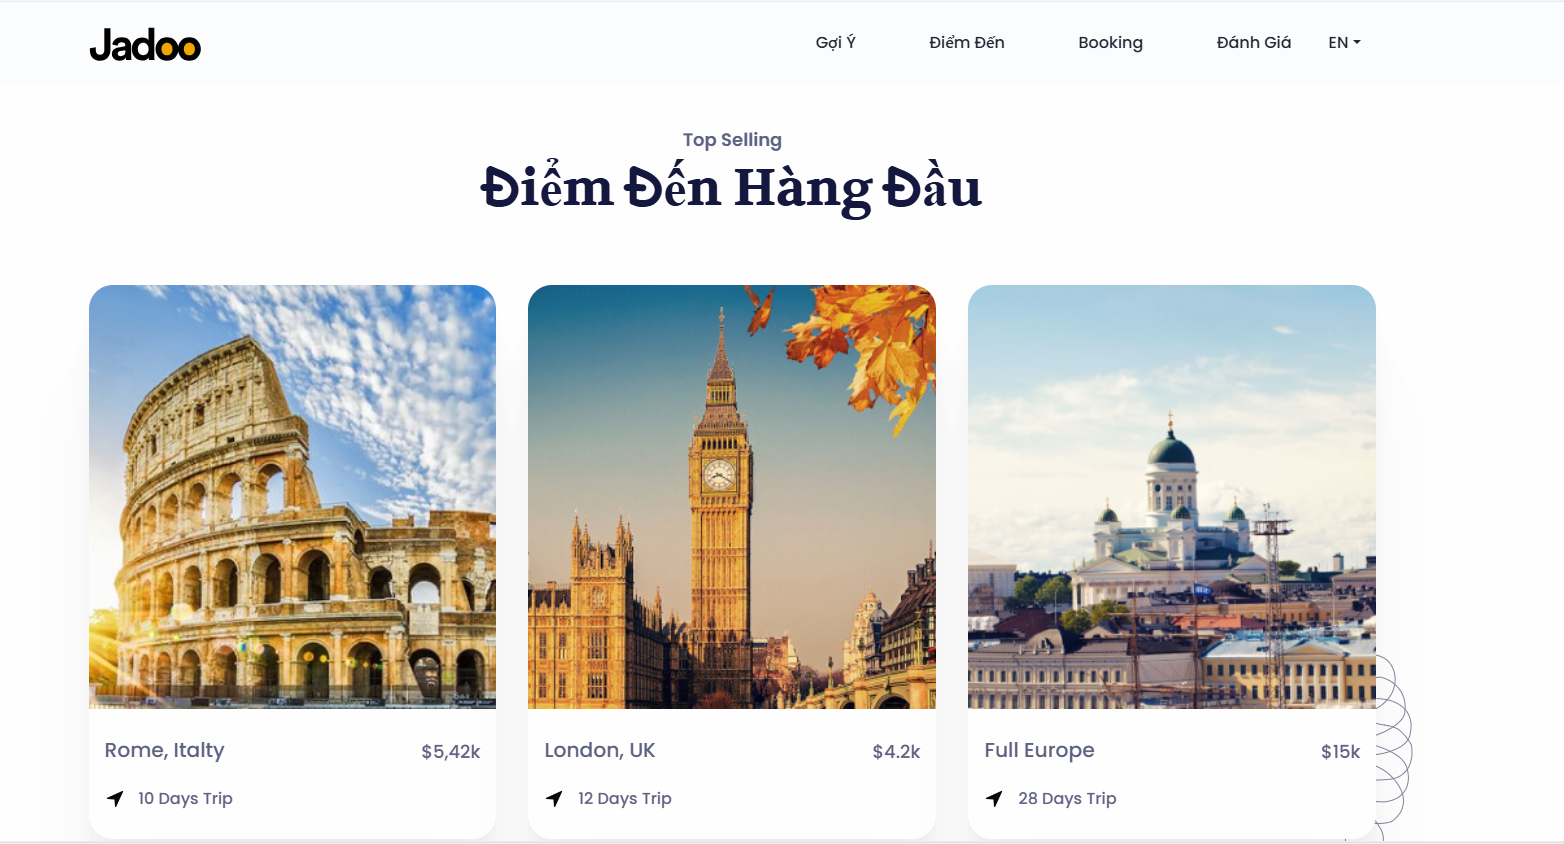 Jadoo
Gợi Ý Điểm Đến Booking Đánh Giá EN
Top Selling
Điểm Đến Hàng Đầu
Rome, Italty $5,42k
10 Days Trip
London, UK $4.2k
12 Days Trip
Full Europe $15k
28 Days Trip